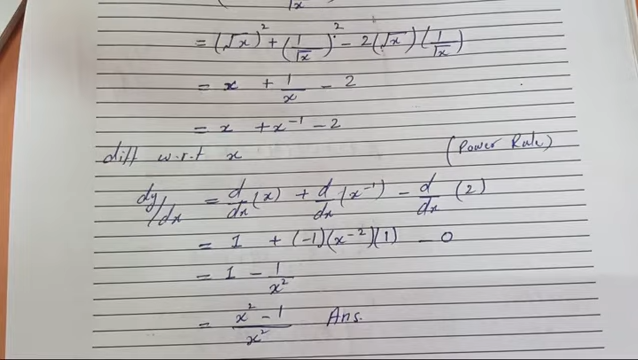 √x
= (√x)² + (1/√x)² - 2(√x)(1/√x)
= x + 1/x - 2
= x + x⁻¹ - 2
diff w.r.t x (Power Rule)
dy/dx = d/dx (x) + d/dx (x⁻¹) - d/dx (2)
= 1 + (-1)(x⁻²)(1) - 0
= 1 - 1/x²
= x² - 1/x² Ans.